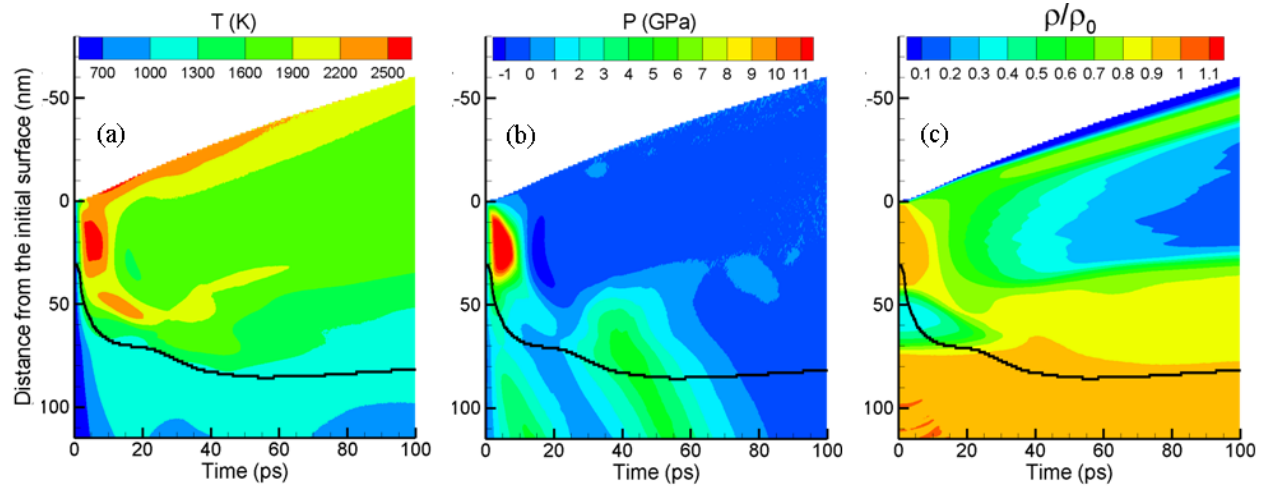 T (K)
700 1000 1300 1600 1900 2200 2500
P (GPa)
-1 0 1 2 3 4 5 6 7 8 9 10 11
ρ/ρ0
0.1 0.2 0.3 0.4 0.5 0.6 0.7 0.8 0.9 1 1.1
Distance from the initial surface (nm)
-50
0
50
100
(a)
0 20 40 60 80 100
Time (ps)
-50
0
50
100
(b)
0 20 40 60 80 100
Time (ps)
-50
0
50
100
(c)
0 20 40 60 80 100
Time (ps)